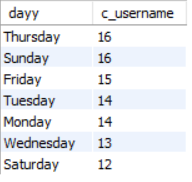 dayy c_username
Thursday 16
Sunday 16
Friday 15
Tuesday 14
Monday 14
Wednesday 13
Saturday 12